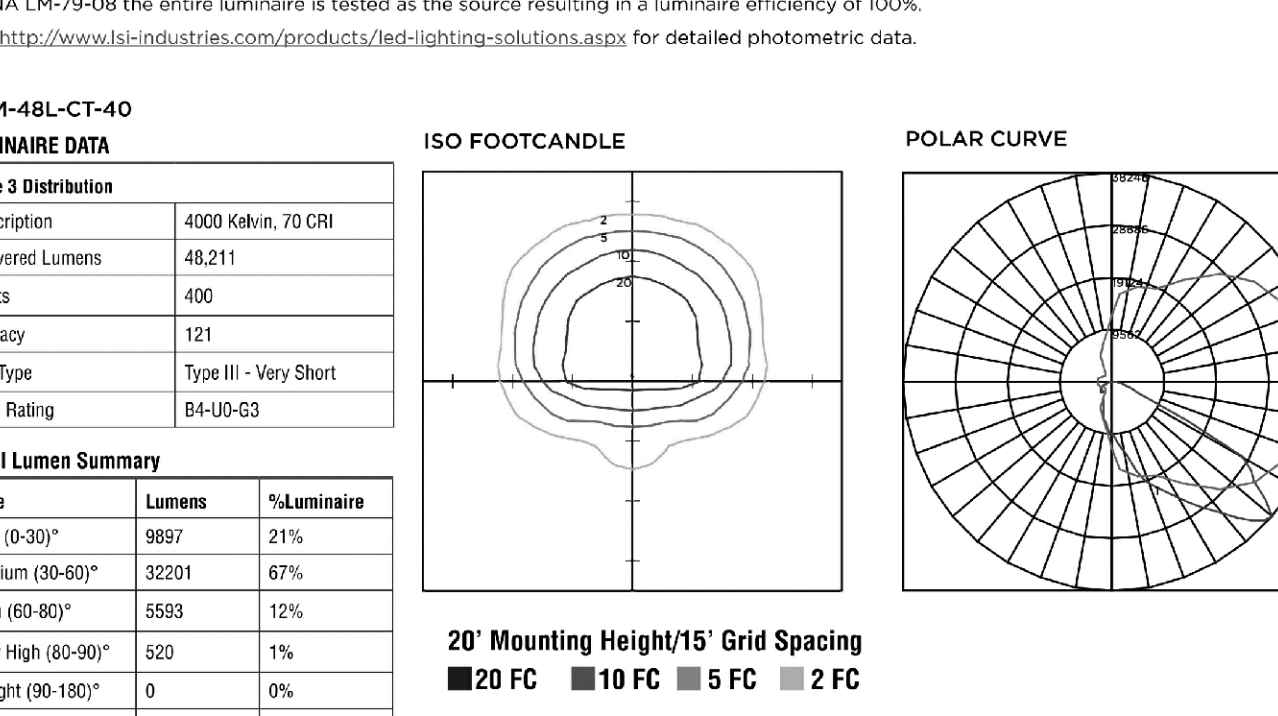 NA LM-79-08 the entire luminaire is tested as the source resulting in a luminaire efficiency of 100%.
http://www.lsi-industries.com/products/led-lighting-solutions.aspx for detailed photometric data.
M-48L-CT-40
INAIRE DATA
e 3 Distribution
cription 4000 Kelvin, 70 CRI
vered Lumens 48,211
ts 400
acy 121
Type Type III - Very Short
Rating B4-U0-G3
l Lumen Summary
e Lumens %Luminaire
(0-30)° 9897 21%
ium (30-60)° 32201 67%
(60-80)° 5593 12%
High (80-90)° 520 1%
ght (90-180)° 0 0%
ISO FOOTCANDLE
2
5
10
20
20' Mounting Height/15' Grid Spacing
20 FC 10 FC 5 FC 2 FC
POLAR CURVE
38248
28686
19124
9562